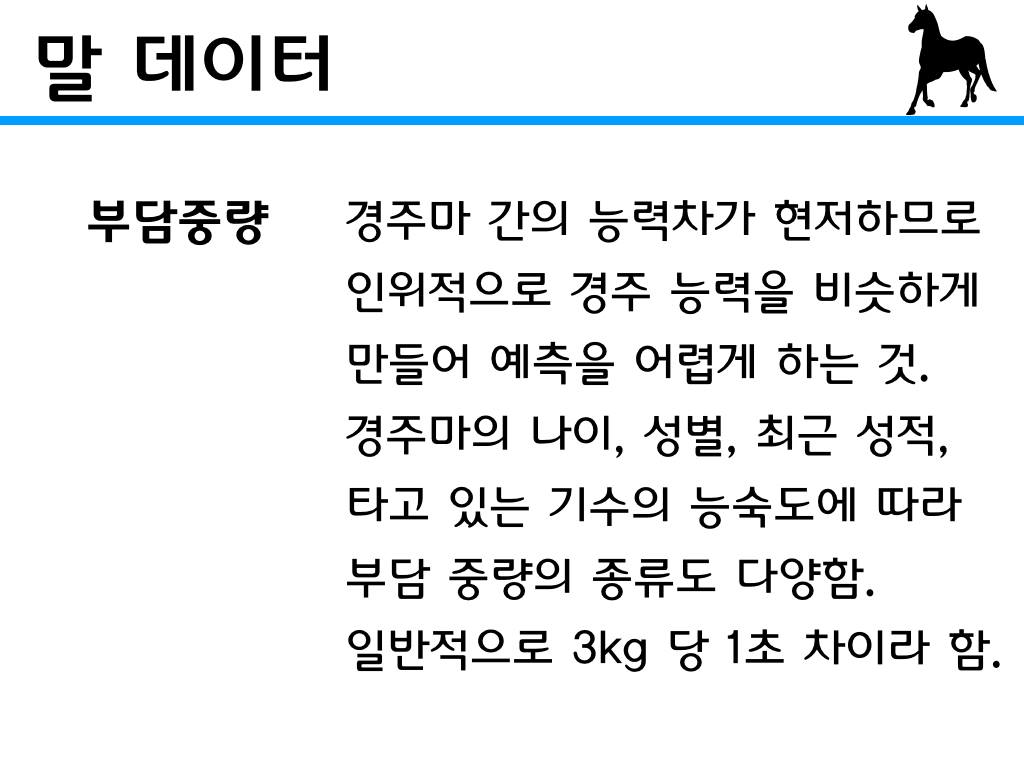 말 데이터
부담중량
경주마 간의 능력차가 현저하므로
인위적으로 경주 능력을 비슷하게
만들어 예측을 어렵게 하는 것.
경주마의 나이, 성별, 최근 성적,
타고 있는 기수의 능숙도에 따라
부담 중량의 종류도 다양함.
일반적으로 3kg 당 1초 차이라 함.